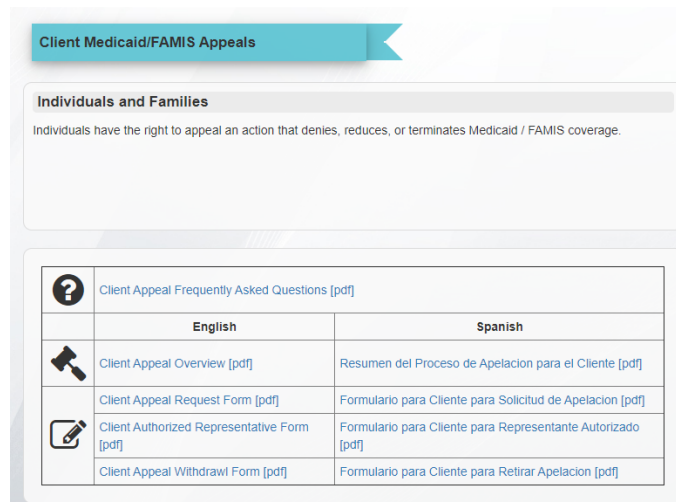 Client Medicaid/FAMIS Appeals
Individuals and Families
Individuals have the right to appeal an action that denies, reduces, or terminates Medicaid / FAMIS coverage.
Client Appeal Frequently Asked Questions [pdf]
English
Spanish
Client Appeal Overview [pdf]
Resumen del Proceso de Apelacion para el Cliente [pdf]
Client Appeal Request Form [pdf]
Formulario para Cliente para Solicitud de Apelacion [pdf]
Client Authorized Representative Form
[pdf]
Formulario para Cliente para Representante Autorizado
[pdf]
Client Appeal Withdrawl Form [pdf]
Formulario para Cliente para Retirar Apelacion [pdf]